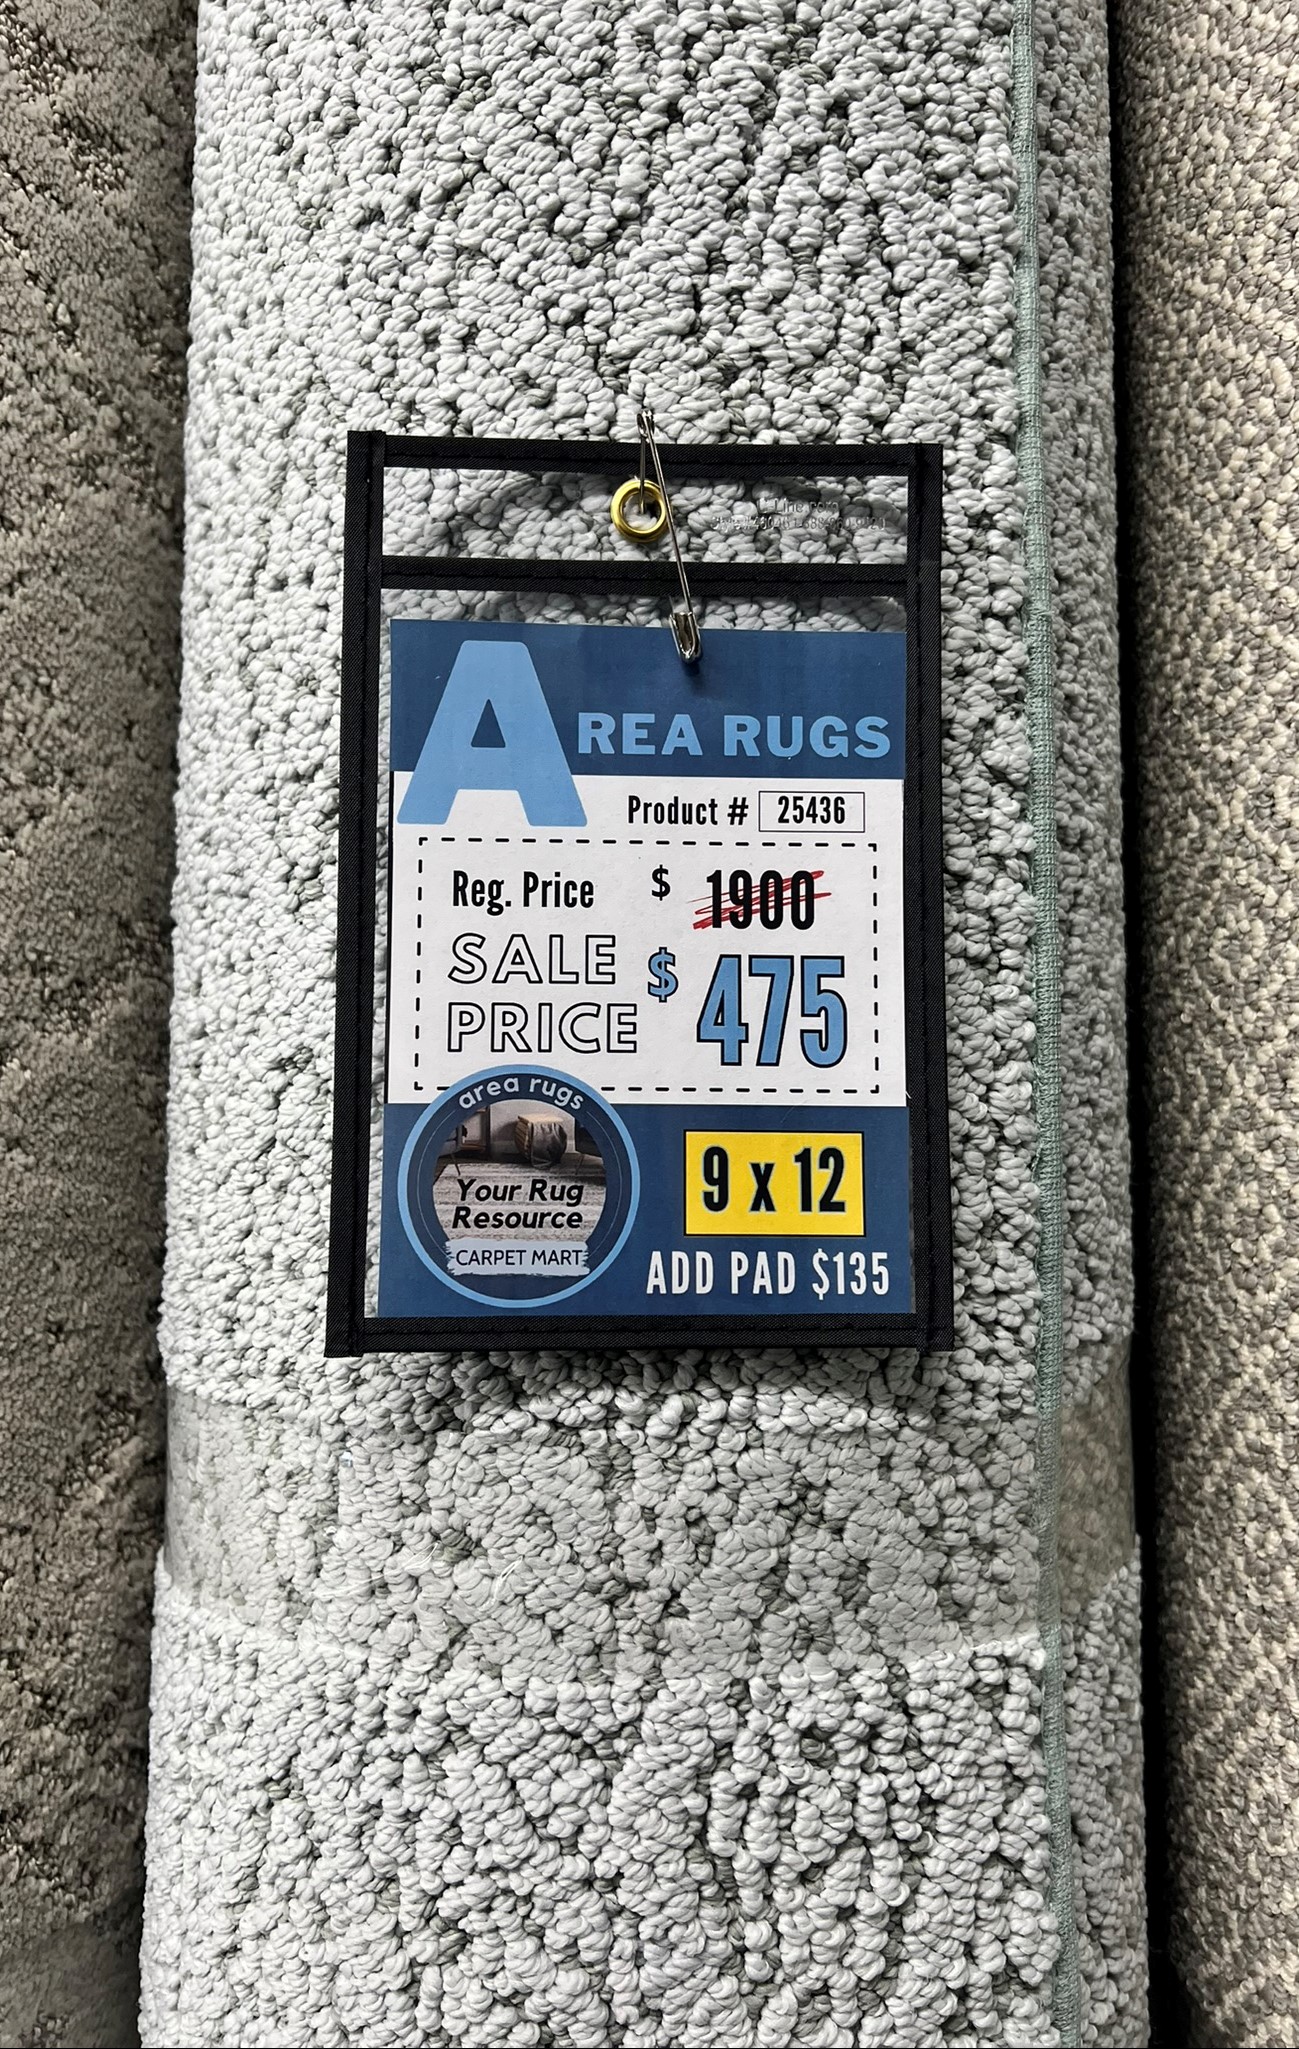 AREA RUGS
Product # 25436
Reg. Price $ 1900
SALE PRICE $ 475
area rugs
Your Rug
Resource
CARPET MART
9 x 12
ADD PAD $135